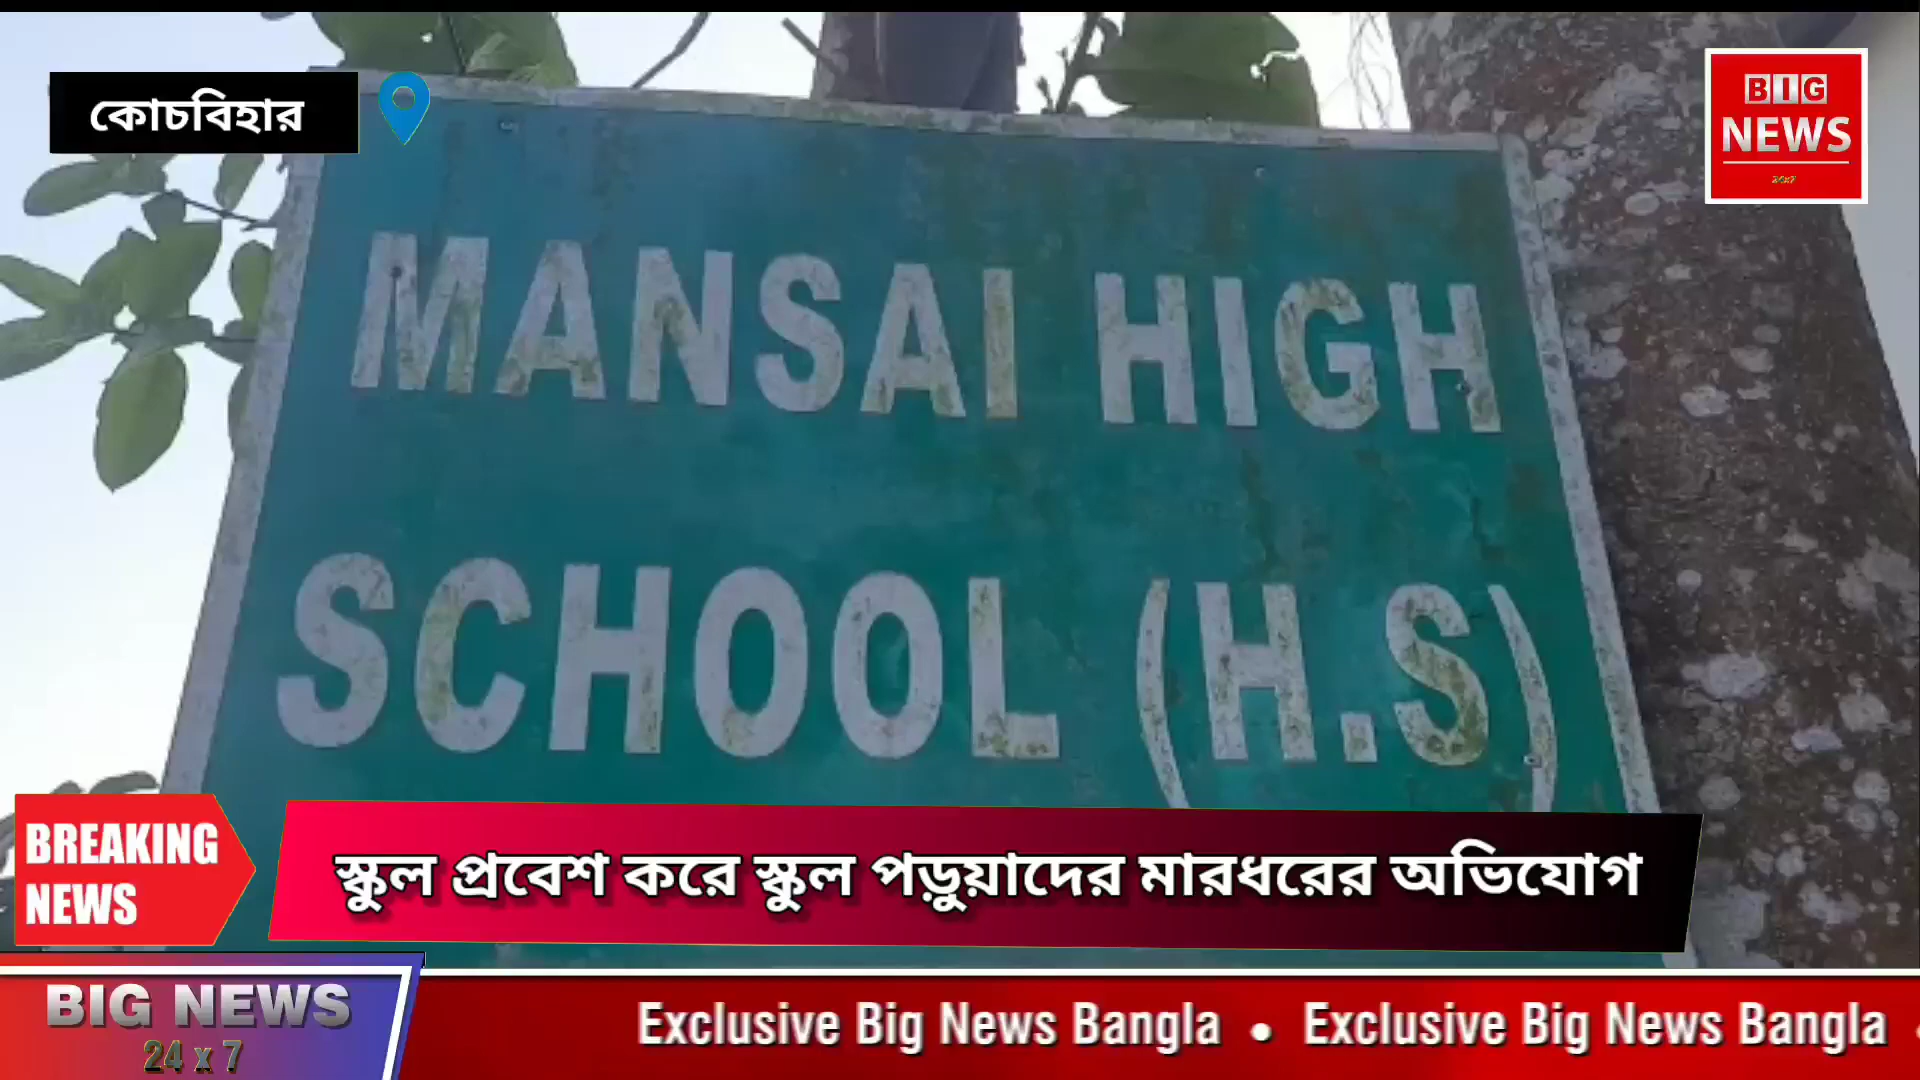 কোচবিহার
BIG
NEWS
24x7
MANSAI HIGH
SCHOOL (H.S)
BREAKING
NEWS
স্কুল প্রবেশ করে স্কুল পড়ুয়াদের মারধরের অভিযোগ
BIG NEWS
24 x 7
Exclusive Big News Bangla • Exclusive Big News Bangla